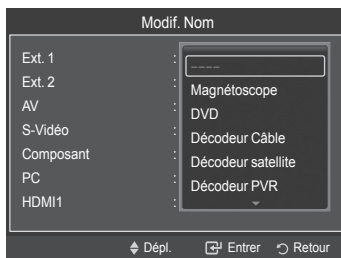 Modif. Nom
Ext. 1 :
Ext. 2 :
AV :
S-Vidéo :
Composant :
PC :
HDMI1 :
----
Magnétoscope
DVD
Décodeur Câble
Décodeur satellite
Décodeur PVR
Dépl. Entrer Retour